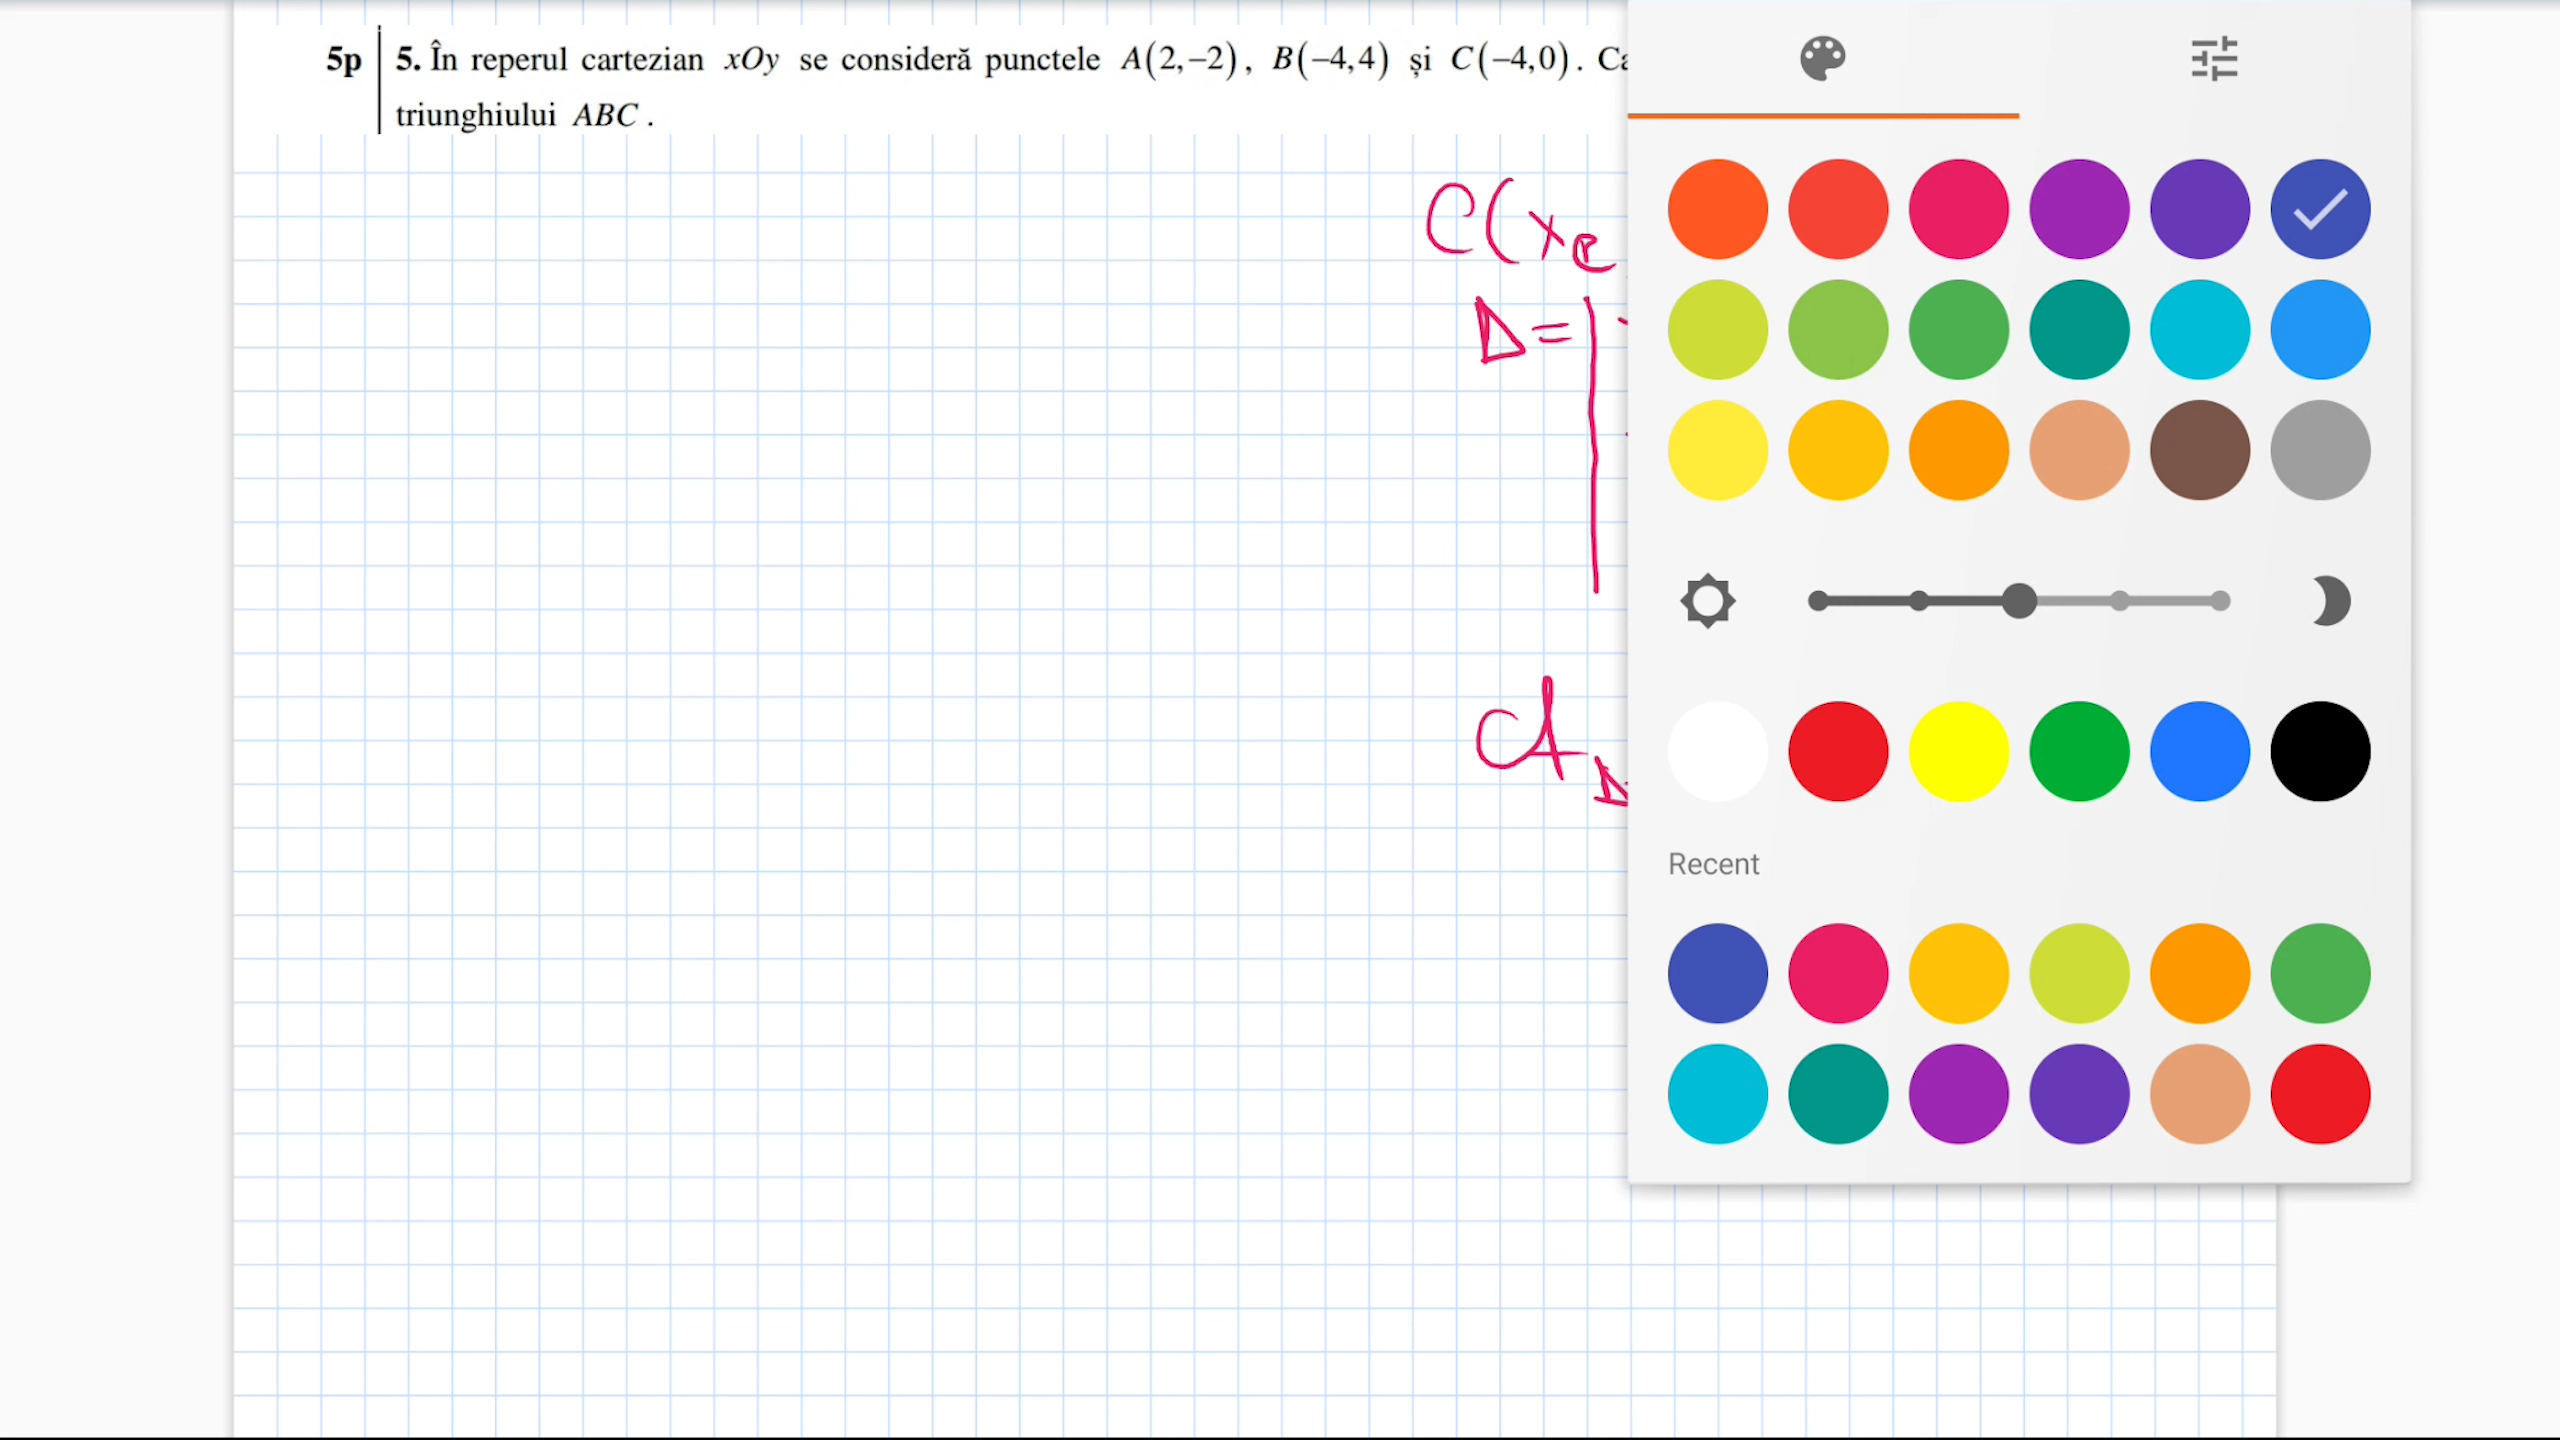 5p 5. În reperul cartezian xOy se consideră punctele A(2,−2), B(−4,4) și C(−4,0). Ca
triunghiului ABC.
C(x
Δ=
Recent